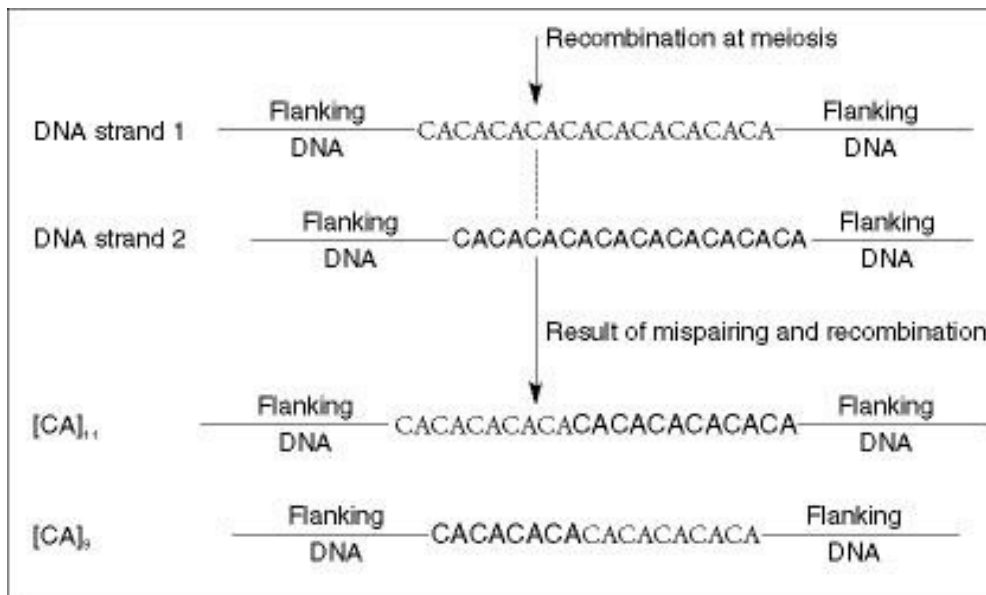 Recombination at meiosis
Flanking Flanking
DNA strand 1 CACACACACACACACACACA
DNA DNA
Flanking Flanking
DNA strand 2 CACACACACACACACACACA
DNA DNA
Result of mispairing and recombination
Flanking Flanking
[CA]₁₁ CACACACACACACACACACACA
DNA DNA
Flanking Flanking
[CA]₉ CACACACACACACACACA
DNA DNA